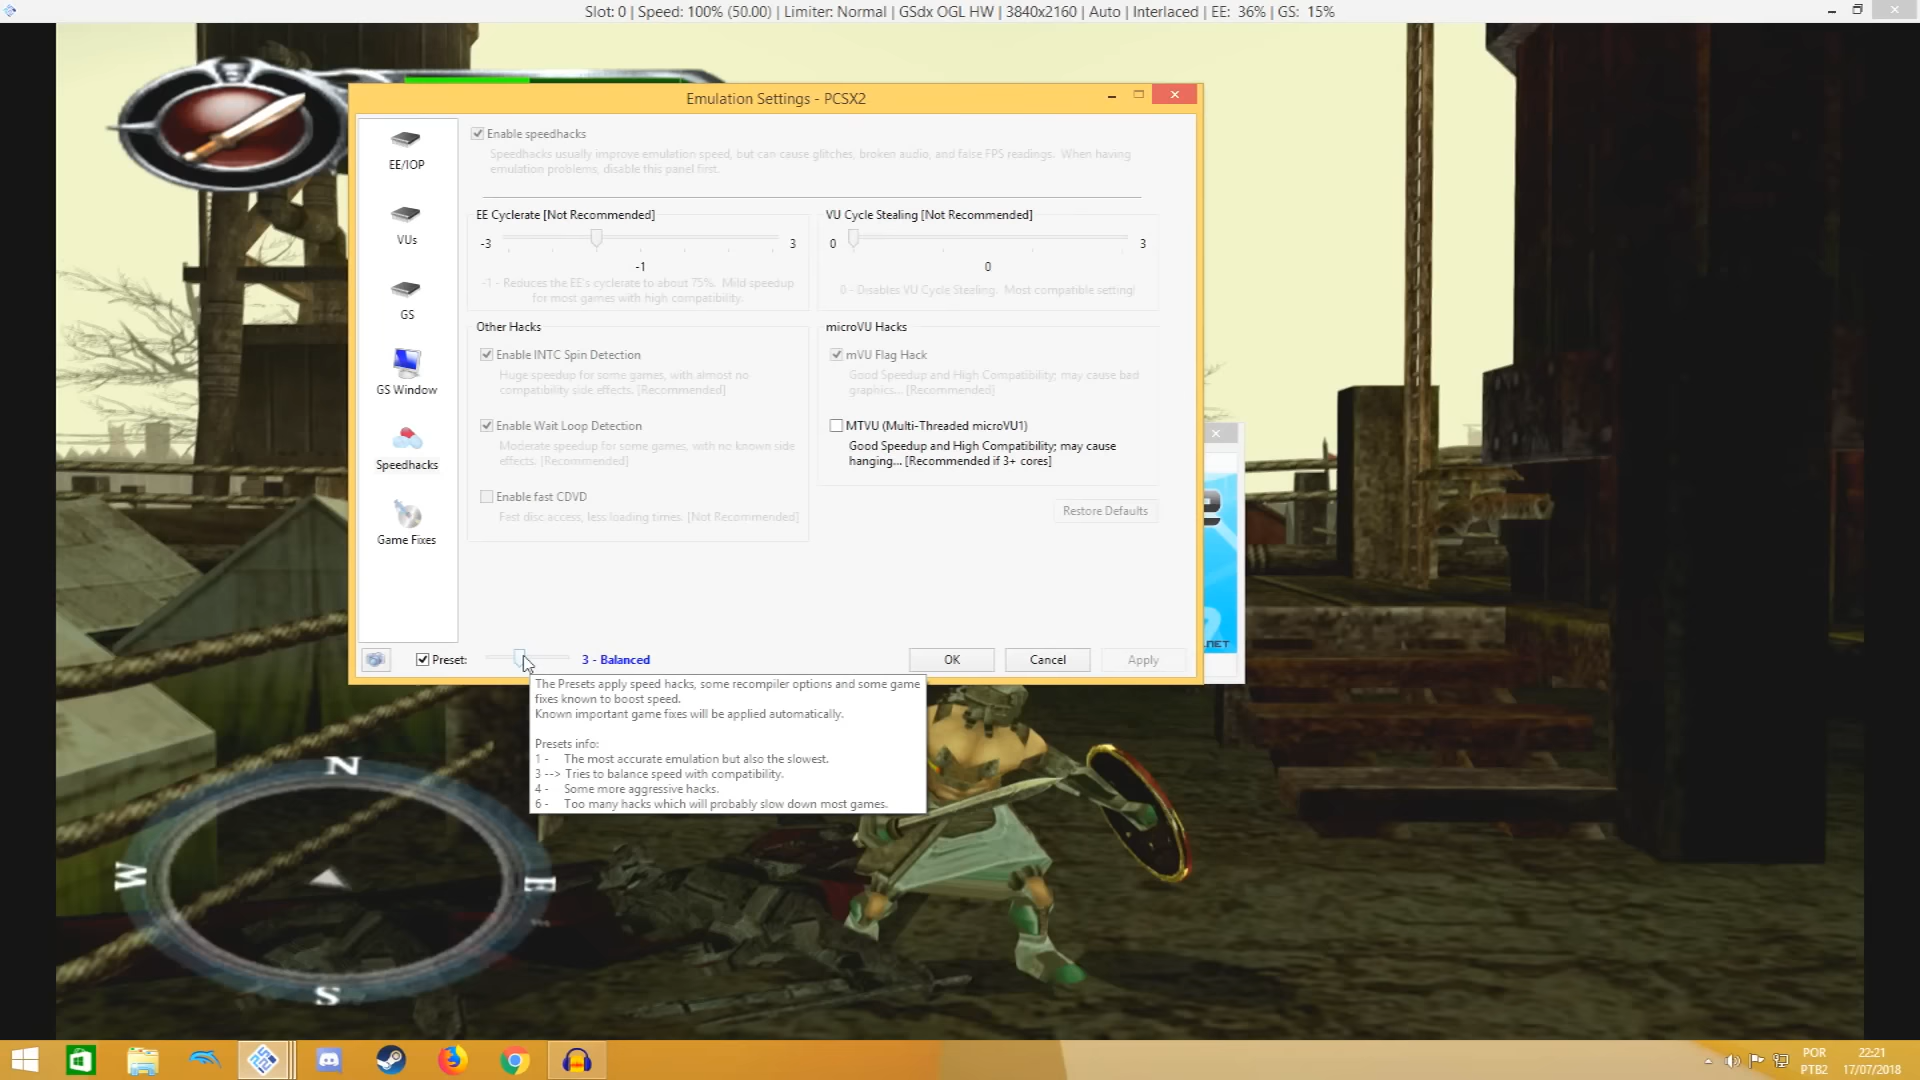 Slot: 0 | Speed: 100% (50.00) | Limiter: Normal | GSdx OGL HW | 3840x2160 | Auto | Interlaced | EE: 36% | GS: 15%
Emulation Settings - PCSX2
EE/IOP
VUs
GS
GS Window
Speedhacks
Game Fixes
Enable speedhacks
Speedhacks usually improve emulation speed, but can cause glitches, broken audio, and false FPS readings. When having
emulation problems, disable this panel first.
EE Cyclerate [Not Recommended]
-3
3
-1
-1 - Reduces the EE's cyclerate to about 75%. Mild speedup
for most games with high compatibility.
VU Cycle Stealing [Not Recommended]
0
3
0
0 - Disables VU Cycle Stealing. Most compatible setting!
Other Hacks
Enable INTC Spin Detection
Huge speedup for some games, with almost no
compatibility side effects. [Recommended]
Enable Wait Loop Detection
Moderate speedup for some games, with no known side
effects. [Recommended]
Enable fast CDVD
Fast disc access, less loading times. [Not Recommended]
microVU Hacks
mVU Flag Hack
Good Speedup and High Compatibility; may cause bad
graphics... [Recommended]
MTVU (Multi-Threaded microVU1)
Good Speedup and High Compatibility; may cause
hanging... [Recommended if 3+ cores]
Restore Defaults
.NET
Preset:
3 - Balanced
OK
Cancel
Apply
The Presets apply speed hacks, some recompiler options and some game
fixes known to boost speed.
Known important game fixes will be applied automatically.
Presets info:
1 - The most accurate emulation but also the slowest.
3 --> Tries to balance speed with compatibility.
4 - Some more aggressive hacks.
6 - Too many hacks which will probably slow down most games.
N
W
E
S
POR
PTB2
22:21
17/07/2018